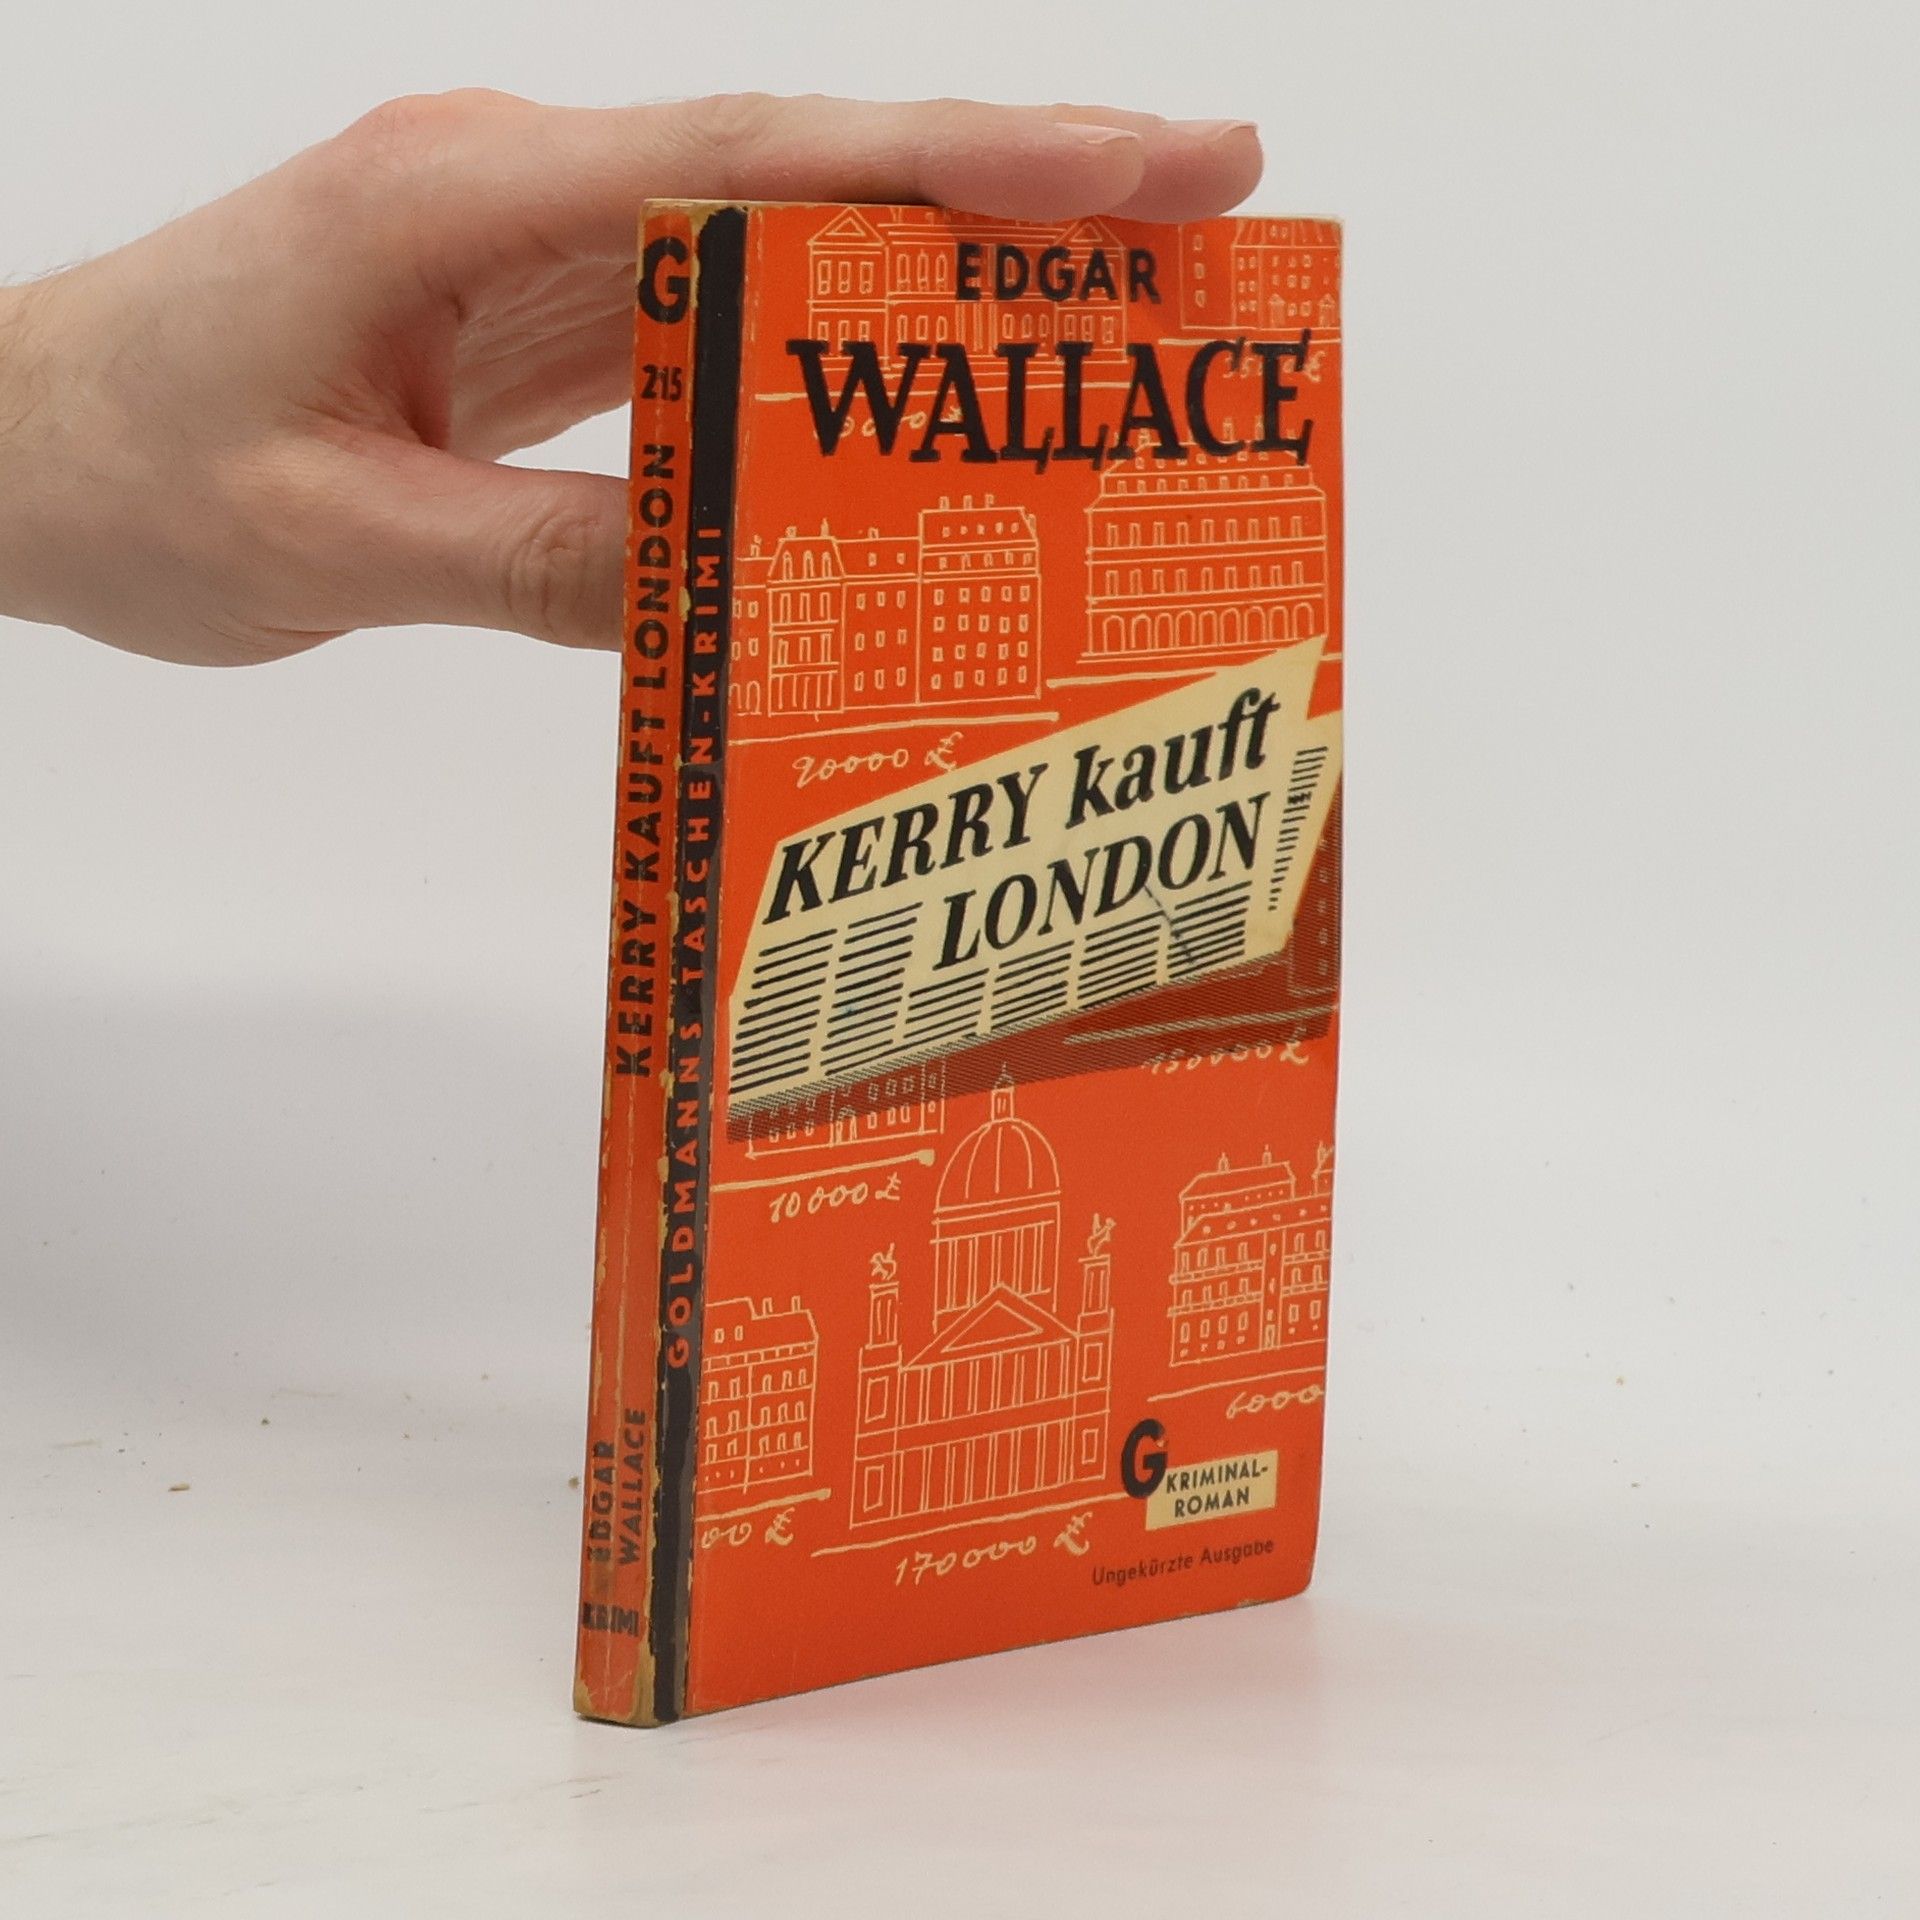 G
215
KERRY KAUFT LONDON
EDGAR
WALLACE
KRIMI
GOLDMANNS TASCHEN-KRIMI
EDGAR
WALLACE
20000 £
KERRY kauft
LONDON
150000 £
10000 £
6000
00 £
170000 £
G
KRIMINAL-
ROMAN
Ungekürzte Ausgabe